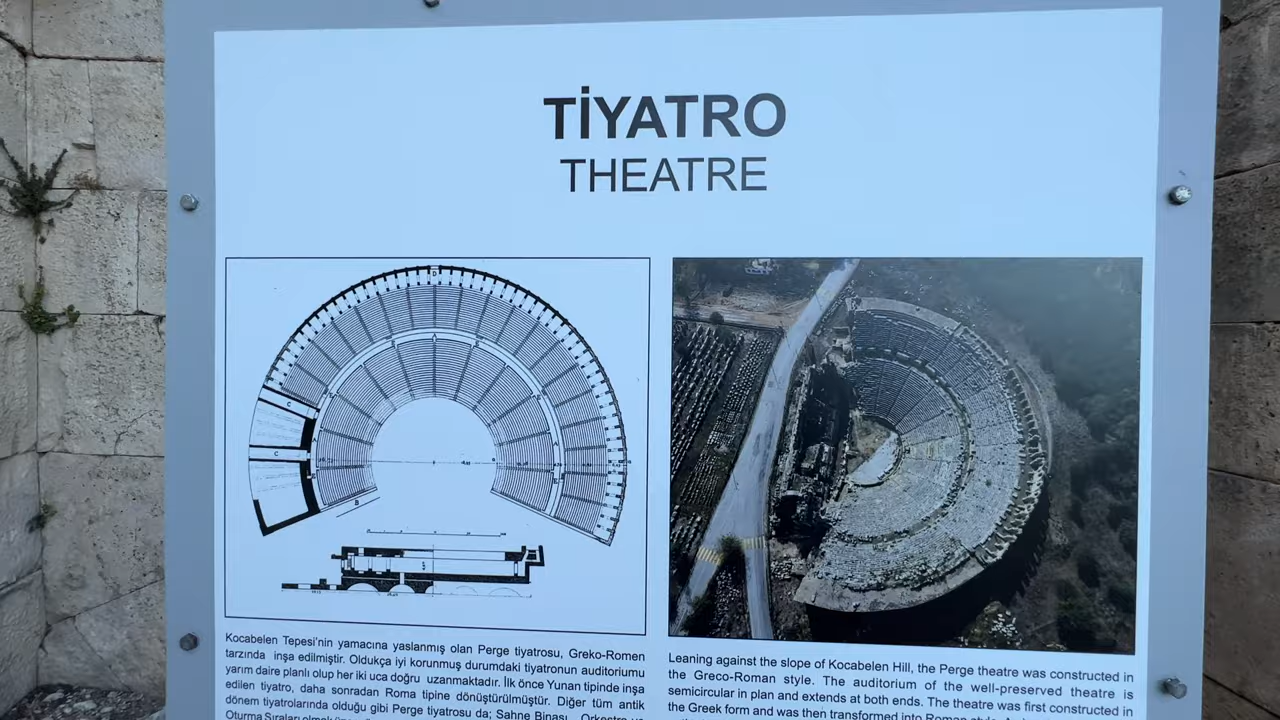 TİYATRO
THEATRE
Kocabelen Tepesi'nin yamacına yaslanmış olan Perge tiyatrosu, Greko-Romen
tarzında inşa edilmiştir. Oldukça iyi korunmuş durumdaki tiyatronun auditoriumu
yarım daire planlı olup her iki uca doğru uzanmaktadır. İlk önce Yunan tipinde inşa
edilen tiyatro, daha sonradan Roma tipine dönüştürülmüştür. Diğer tüm antik
dönem tiyatrolarında olduğu gibi Perge tiyatrosu da; Sahne Binası, Orkestra ve
Oturma Sıraları
Leaning against the slope of Kocabelen Hill, the Perge theatre was constructed in
the Greco-Roman style. The auditorium of the well-preserved theatre is
semicircular in plan and extends at both ends. The theatre was first constructed in
the Greek form and was then transformed into Roman style.